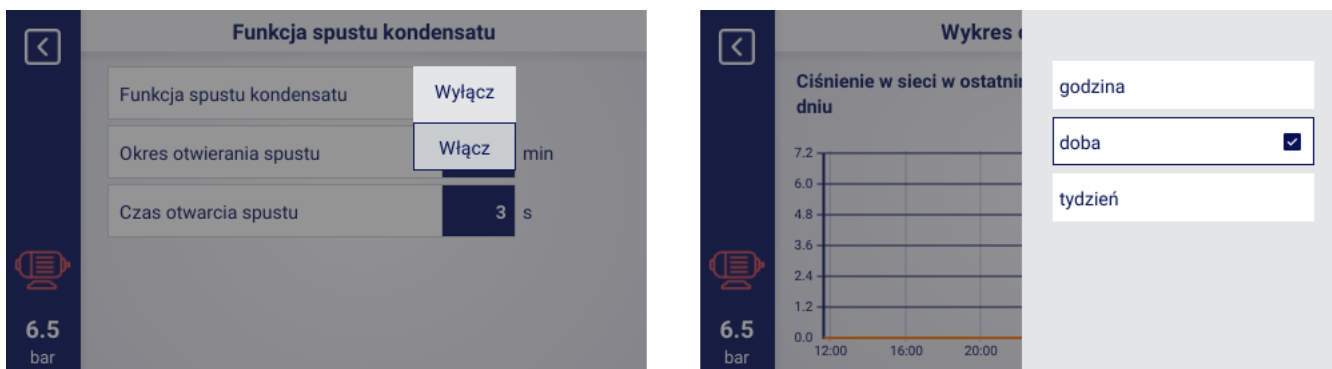 Funkcja spustu kondensatu
Funkcja spustu kondensatu
Wyłącz
Włącz
Okres otwierania spustu
min
Czas otwarcia spustu
3 s
6.5
bar
Wykres
Ciśnienie w sieci w ostatnim
dniu
7.2
6.0
4.8
3.6
2.4
1.2
0.0
12:00 16:00 20:00
godzina
doba
tydzień
6.5
bar